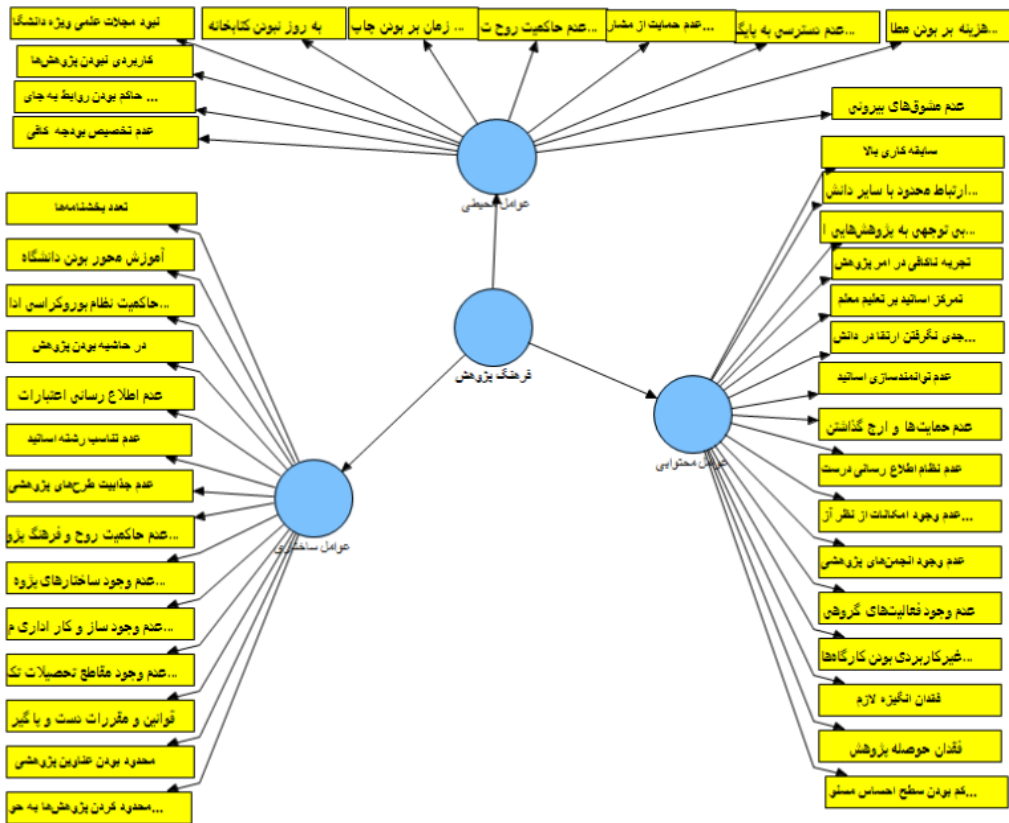 نبود مجلات علمی ویژه دانشگا
به روز نبودن کتابخانه
زمان بر بودن چاپ ...
عدم حاکمیت روح ت...
عدم حمایت از مشار...
عدم دسترسی به پایگ...
هزینه بر بودن مطا...
کاربردی نبودن پژوهش‌ها
حاکم بودن روابط به جای ...
عدم تخصیص بودجه کافی
عدم مشوق‌های بیرونی
عوامل محیطی
سابقه کاری بالا
ارتباط محدود با سایر دانش...
بی توجهی به پژوهش‌هایی ا...
تجربه ناکافی در امر پژوهش
تمرکز اساتید بر تعلیم معلم
جدی نگرفتن ارتقا در دانش...
عدم توانمندسازی اساتید
عدم حمایت‌ها و ارج گذاشتن
عدم نظام اطلاع رسانی درست
عدم وجود امکانات از نظر آز...
عدم وجود انجمن‌های پژوهشی
عدم وجود فعالیت‌های گروهی
غیرکاربردی بودن کارگاه‌ها...
فقدان انگیزه لازم
فقدان حوصله پژوهش
کم بودن سطح احساس مسئو...
عوامل محتوایی
فرهنگ پژوهش
تعدد بخشنامه‌ها
آموزش محور بودن دانشگاه
حاکمیت نظام بوروکراسی ادا...
در حاشیه بودن پژوهش
عدم اطلاع رسانی اعتبارات
عدم تناسب رشته اساتید
عدم جذابیت طرح‌های پژوهشی
عدم حاکمیت روح و فرهنگ پژو...
عدم وجود ساختارهای پژوه...
عدم وجود ساز و کار اداری م...
عدم وجود مقاطع تحصیلات تک...
قوانین و مقررات دست و پا گیر
محدود بودن عناوین پژوهشی
محدود کردن پژوهش‌ها به حو...
عوامل ساختاری